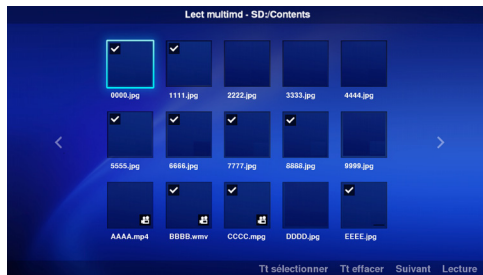 Lect multimd - SD:/Contents
0000.jpg 1111.jpg 2222.jpg 3333.jpg 4444.jpg
5555.jpg 6666.jpg 7777.jpg 8888.jpg 9999.jpg
AAAA.mp4 BBBB.wmv CCCC.mpg DDDD.jpg EEEE.jpg
Tt sélectionner Tt effacer Suivant Lecture